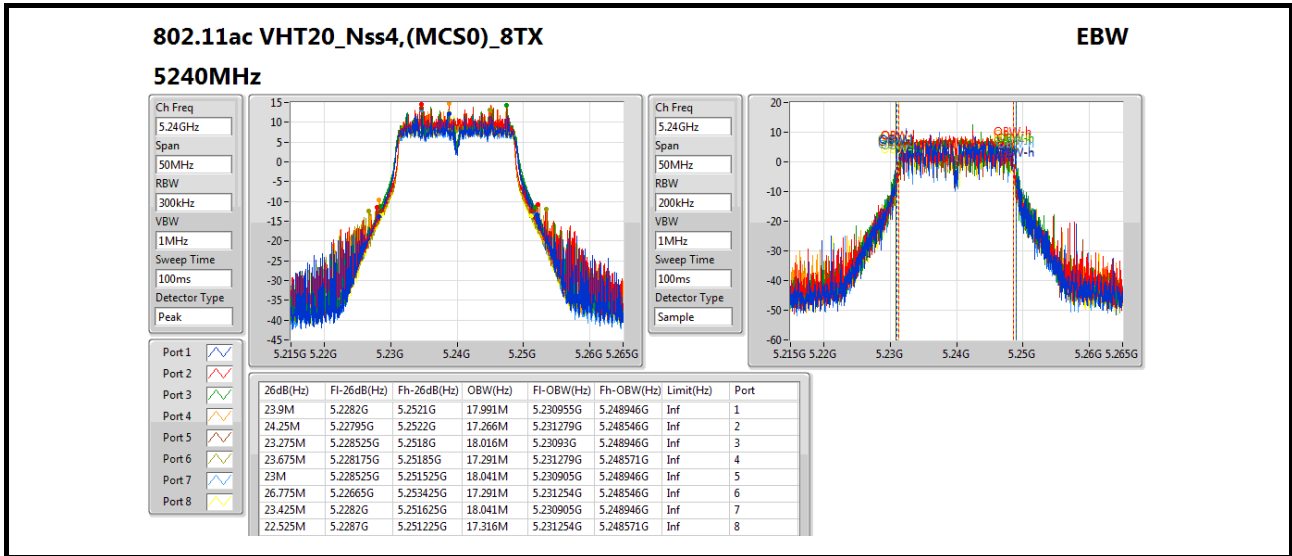 802.11ac VHT20_Nss4,(MCS0)_8TX EBW
5240MHz
Ch Freq
5.24GHz
Span
50MHz
RBW
300kHz
VBW
1MHz
Sweep Time
100ms
Detector Type
Peak
15
10
5
0
-5
-10
-15
-20
-25
-30
-35
-40
-45
5.215G 5.22G 5.23G 5.24G 5.25G 5.26G 5.265G
Ch Freq
5.24GHz
Span
50MHz
RBW
200kHz
VBW
1MHz
Sweep Time
100ms
Detector Type
Sample
20
10
0
-10
-20
-30
-40
-50
-60
OBW-h
5.215G 5.22G 5.23G 5.24G 5.25G 5.26G 5.265G
Port 1
Port 2
Port 3
Port 4
Port 5
Port 6
Port 7
Port 8
26dB(Hz) Fl-26dB(Hz) Fh-26dB(Hz) OBW(Hz) Fl-OBW(Hz) Fh-OBW(Hz) Limit(Hz) Port
23.9M 5.2282G 5.2521G 17.991M 5.230955G 5.248946G Inf 1
24.25M 5.22795G 5.2522G 17.266M 5.231279G 5.248546G Inf 2
23.275M 5.228525G 5.2518G 18.016M 5.23093G 5.248946G Inf 3
23.675M 5.228175G 5.25185G 17.291M 5.231279G 5.248571G Inf 4
23M 5.228525G 5.251525G 18.041M 5.230905G 5.248946G Inf 5
26.775M 5.22665G 5.253425G 17.291M 5.231254G 5.248546G Inf 6
23.425M 5.2282G 5.251625G 18.041M 5.230905G 5.248946G Inf 7
22.525M 5.2287G 5.251225G 17.316M 5.231254G 5.248571G Inf 8